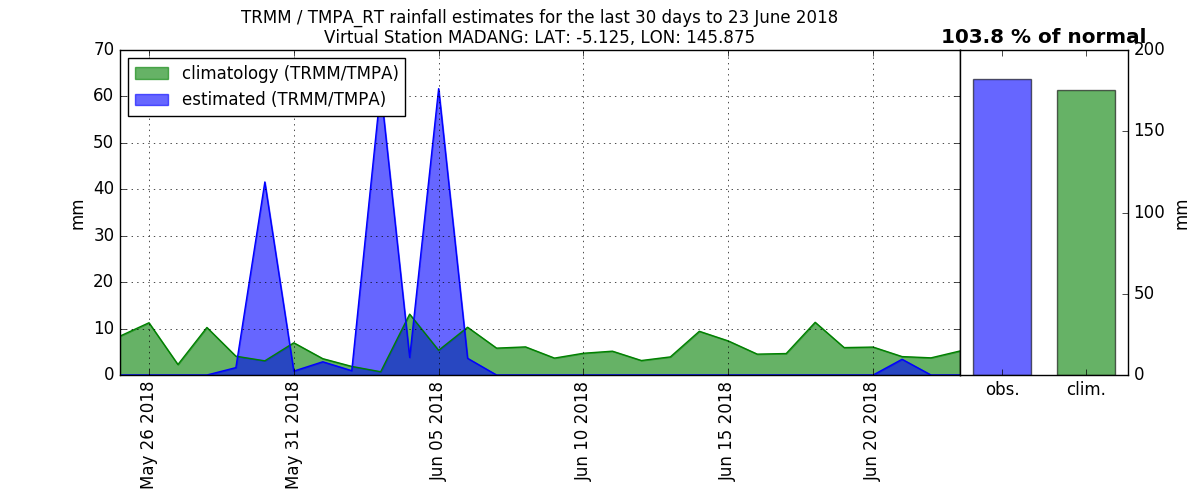 TRMM / TMPA_RT rainfall estimates for the last 30 days to 23 June 2018
Virtual Station MADANG: LAT: -5.125, LON: 145.875
103.8 % of normal
climatology (TRMM/TMPA)
estimated (TRMM/TMPA)
mm
70
60
50
40
30
20
10
0
May 26 2018
May 31 2018
Jun 05 2018
Jun 10 2018
Jun 15 2018
Jun 20 2018
obs.
clim.
200
150
100
50
0
mm